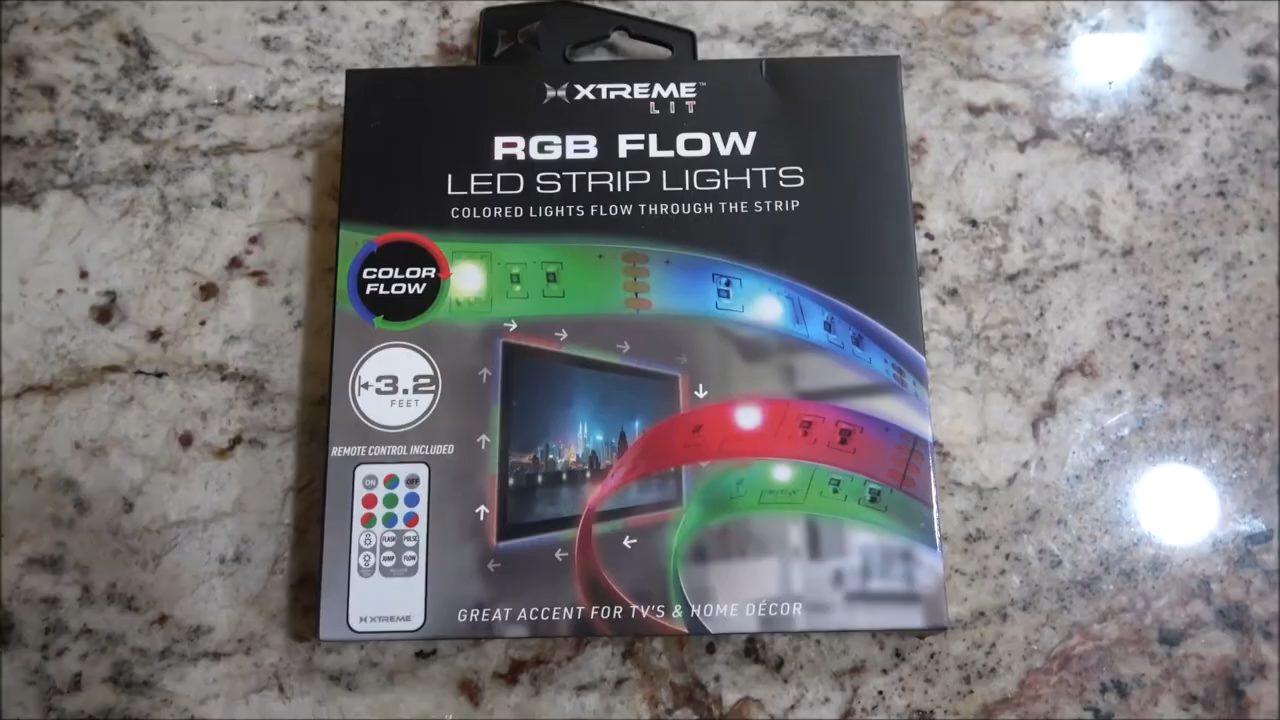 XTREME™
LIT
RGB FLOW
LED STRIP LIGHTS
COLORED LIGHTS FLOW THROUGH THE STRIP
COLOR
FLOW
3.2
FEET
REMOTE CONTROL INCLUDED
ON
OFF
FLASH
PULSE
JUMP
FLOW
XTREME
GREAT ACCENT FOR TV'S & HOME DÉCOR